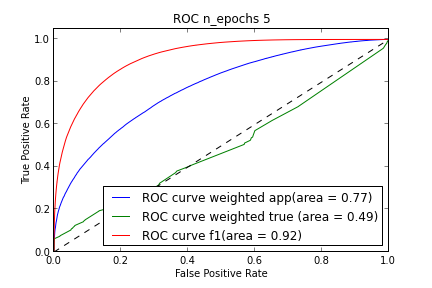 ROC n_epochs 5
1.0
0.8
0.6
0.4
0.2
0.0
True Positive Rate
ROC curve weighted app(area = 0.77)
ROC curve weighted true (area = 0.49)
ROC curve f1(area = 0.92)
0.0 0.2 0.4 0.6 0.8 1.0
False Positive Rate